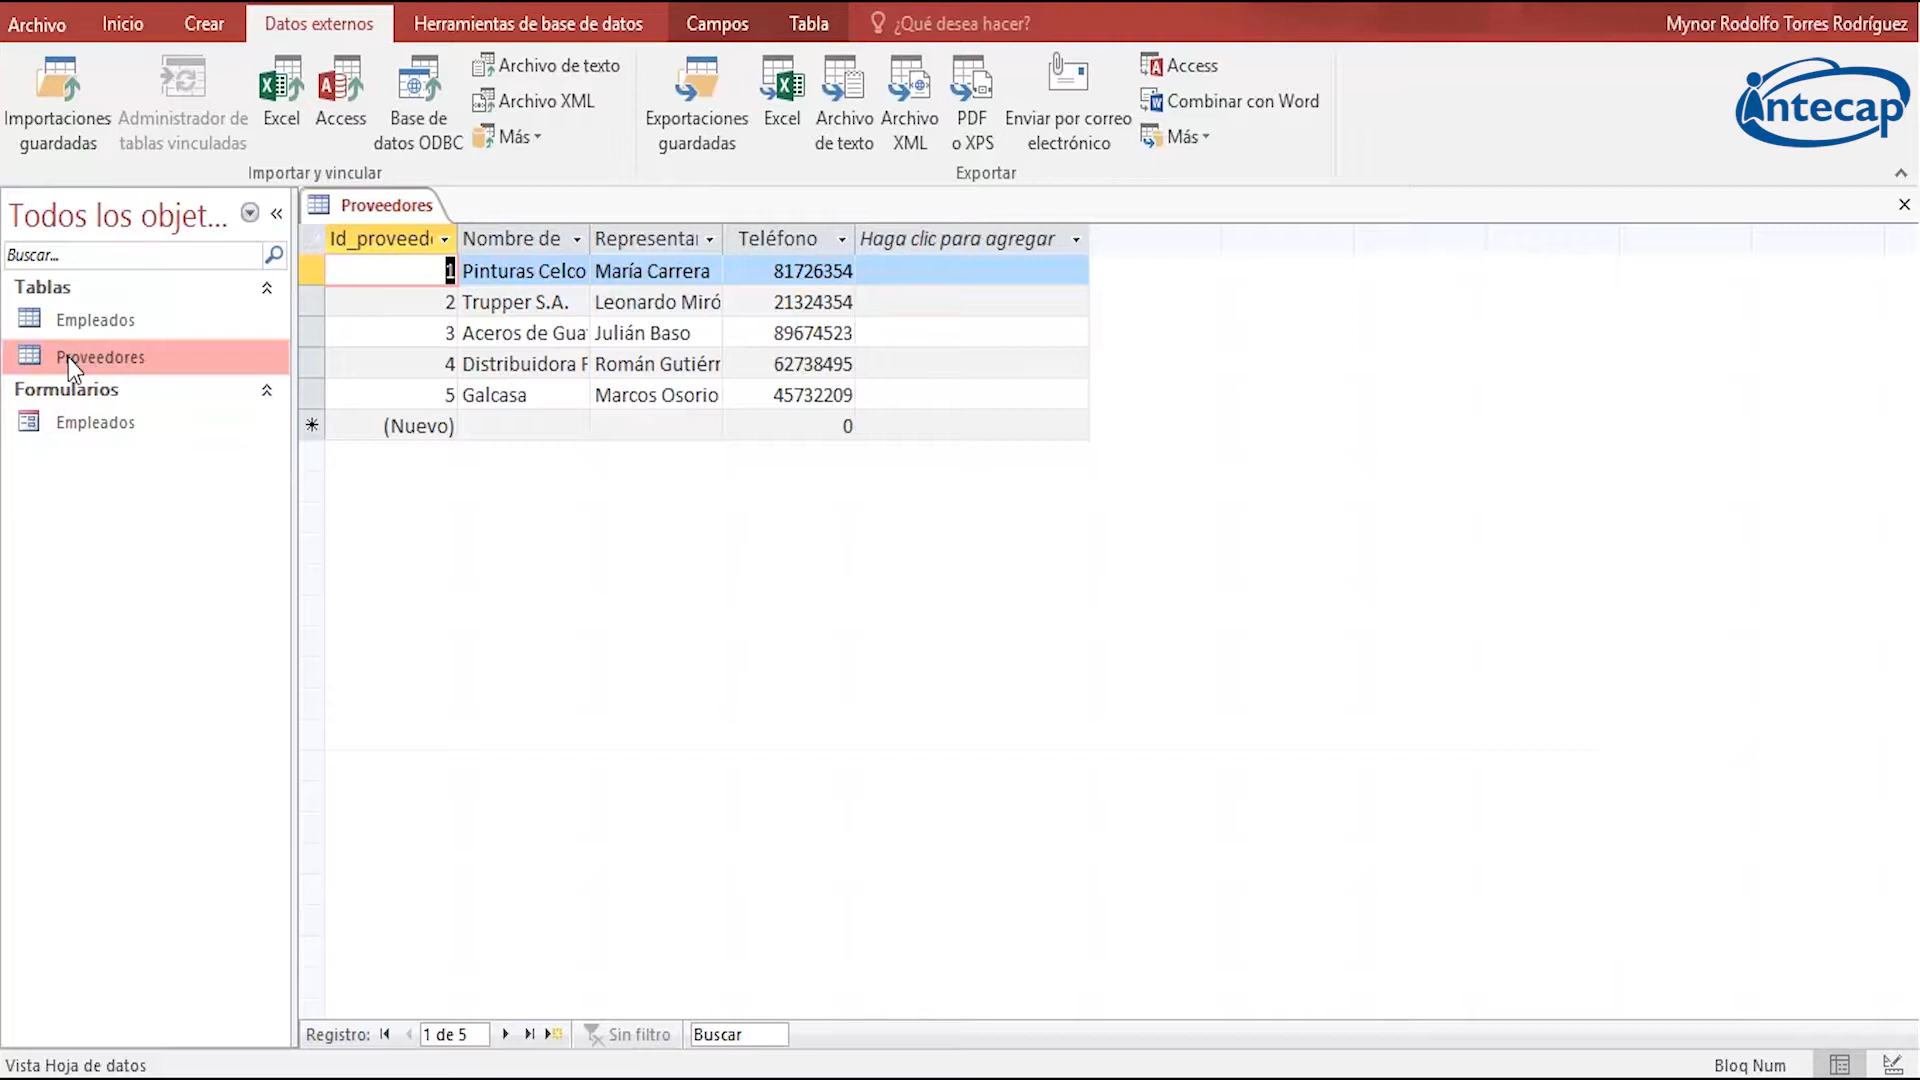 Archivo Inicio Crear Datos externos Herramientas de base de datos Campos Tabla ¿Qué desea hacer? Mynor Rodolfo Torres Rodríguez
Importaciones guardadas
Administrador de tablas vinculadas
Excel
Access
Base de datos ODBC
Archivo de texto
Archivo XML
Más
Importar y vincular
Exportaciones guardadas
Excel
Archivo de texto
Archivo XML
PDF o XPS
Enviar por correo electrónico
Access
Combinar con Word
Más
Exportar
intecap
Todos los objet... «
Buscar...
Tablas
Empleados
Proveedores
Formularios
Empleados
Proveedores
Id_proveed Nombre de Representa Teléfono Haga clic para agregar
1 Pinturas Celco María Carrera 81726354
2 Trupper S.A. Leonardo Miró 21324354
3 Aceros de Gua Julián Baso 89674523
4 Distribuidora F Román Gutiérr 62738495
5 Galcasa Marcos Osorio 45732209
* (Nuevo) 0
Registro: 1 de 5 Sin filtro Buscar
Vista Hoja de datos Bloq Num